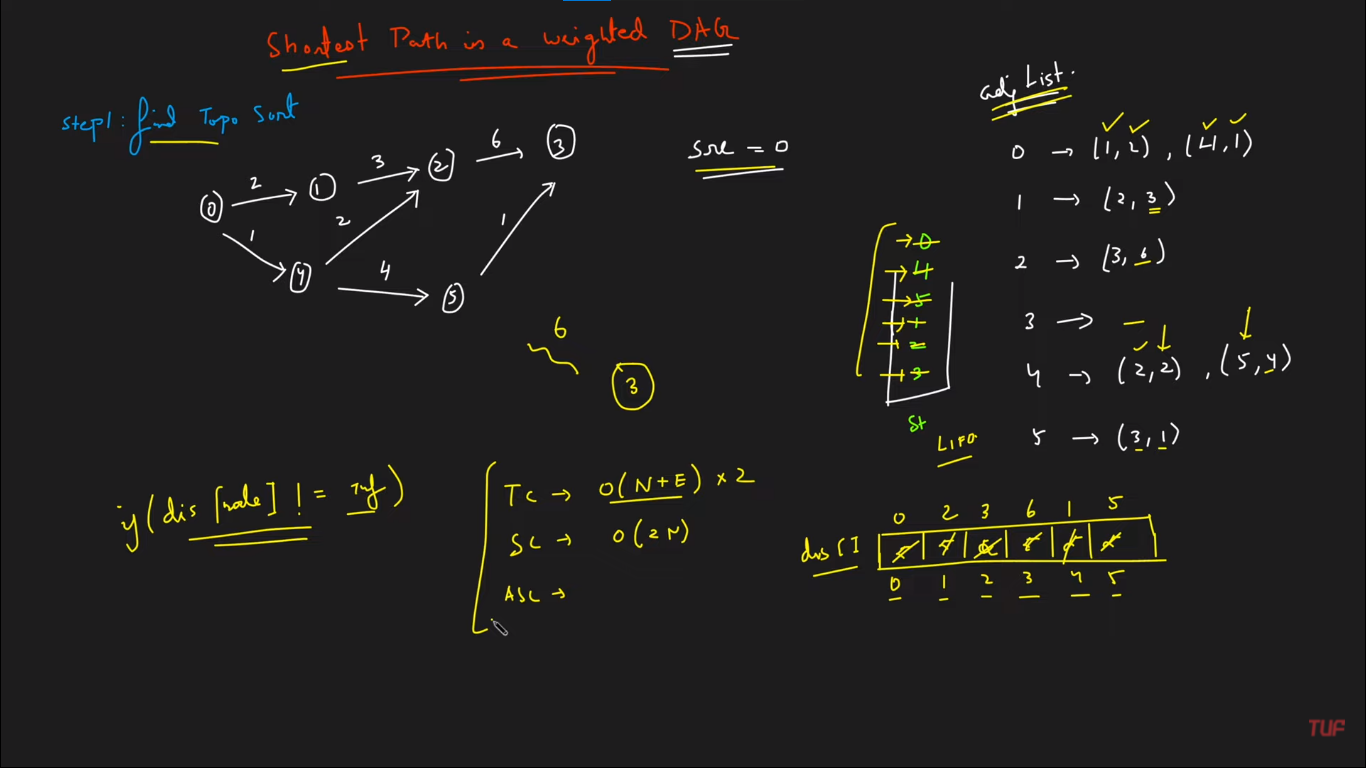 Shortest Path is a weighted DAG
step1: find Topo Sort
adj List.
src = 0
0 → (1, 2), (4, 1)
1 → (2, 3)
2 → (3, 6)
3 → —
4 → (2, 2), (5, 4)
5 → (3, 1)
0 2 1 3 2 6 3
1 2 1
4 4 5
0
4
5
1
2
3
st
LIFO
6
3
if (dis [node] != Inf)
TC → O(N+E) × 2
SC → O(2N)
ASC →
0 2 3 6 1 5
dis []
0 1 2 3 4 5
TUF